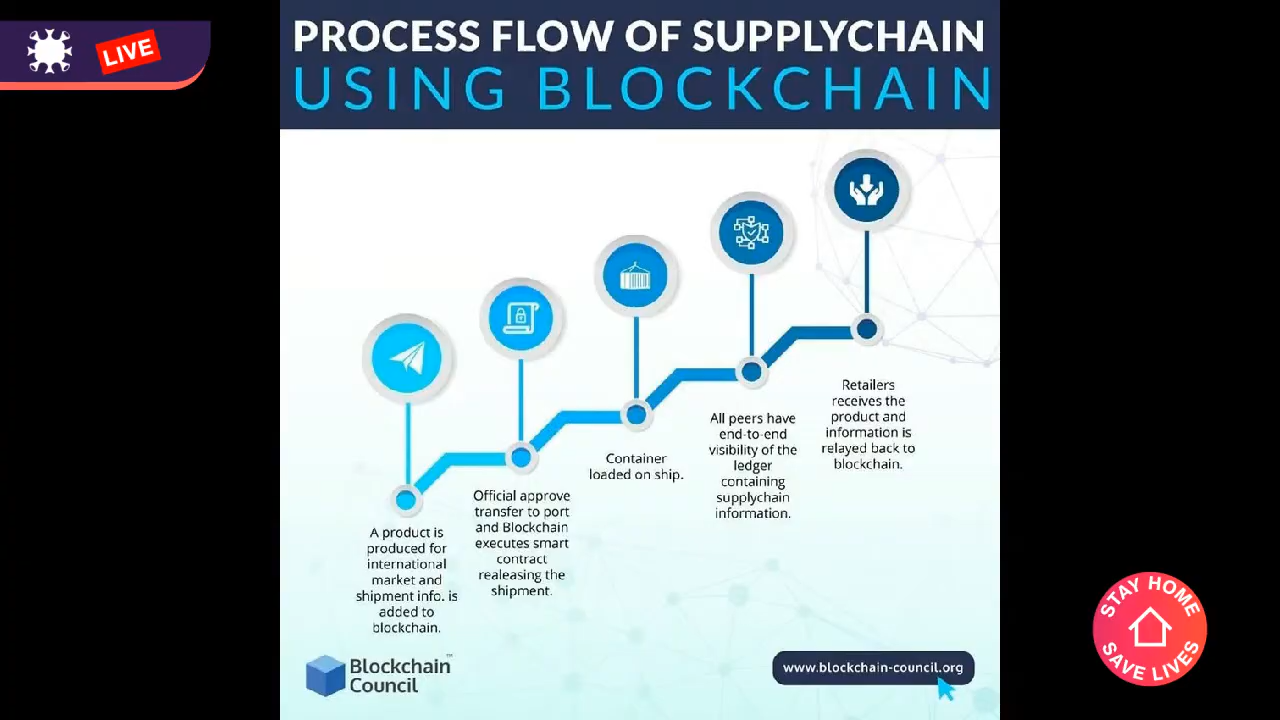 LIVE
PROCESS FLOW OF SUPPLYCHAIN
USING BLOCKCHAIN
A product is
produced for
international
market and
shipment info. is
added to
blockchain.
Official approve
transfer to port
and Blockchain
executes smart
contract
realeasing the
shipment.
Container
loaded on ship.
All peers have
end-to-end
visibility of the
ledger
containing
supplychain
information.
Retailers
receives the
product and
information is
relayed back to
blockchain.
Blockchain™
Council
www.blockchain-council.org
STAY HOME
SAVE LIVES